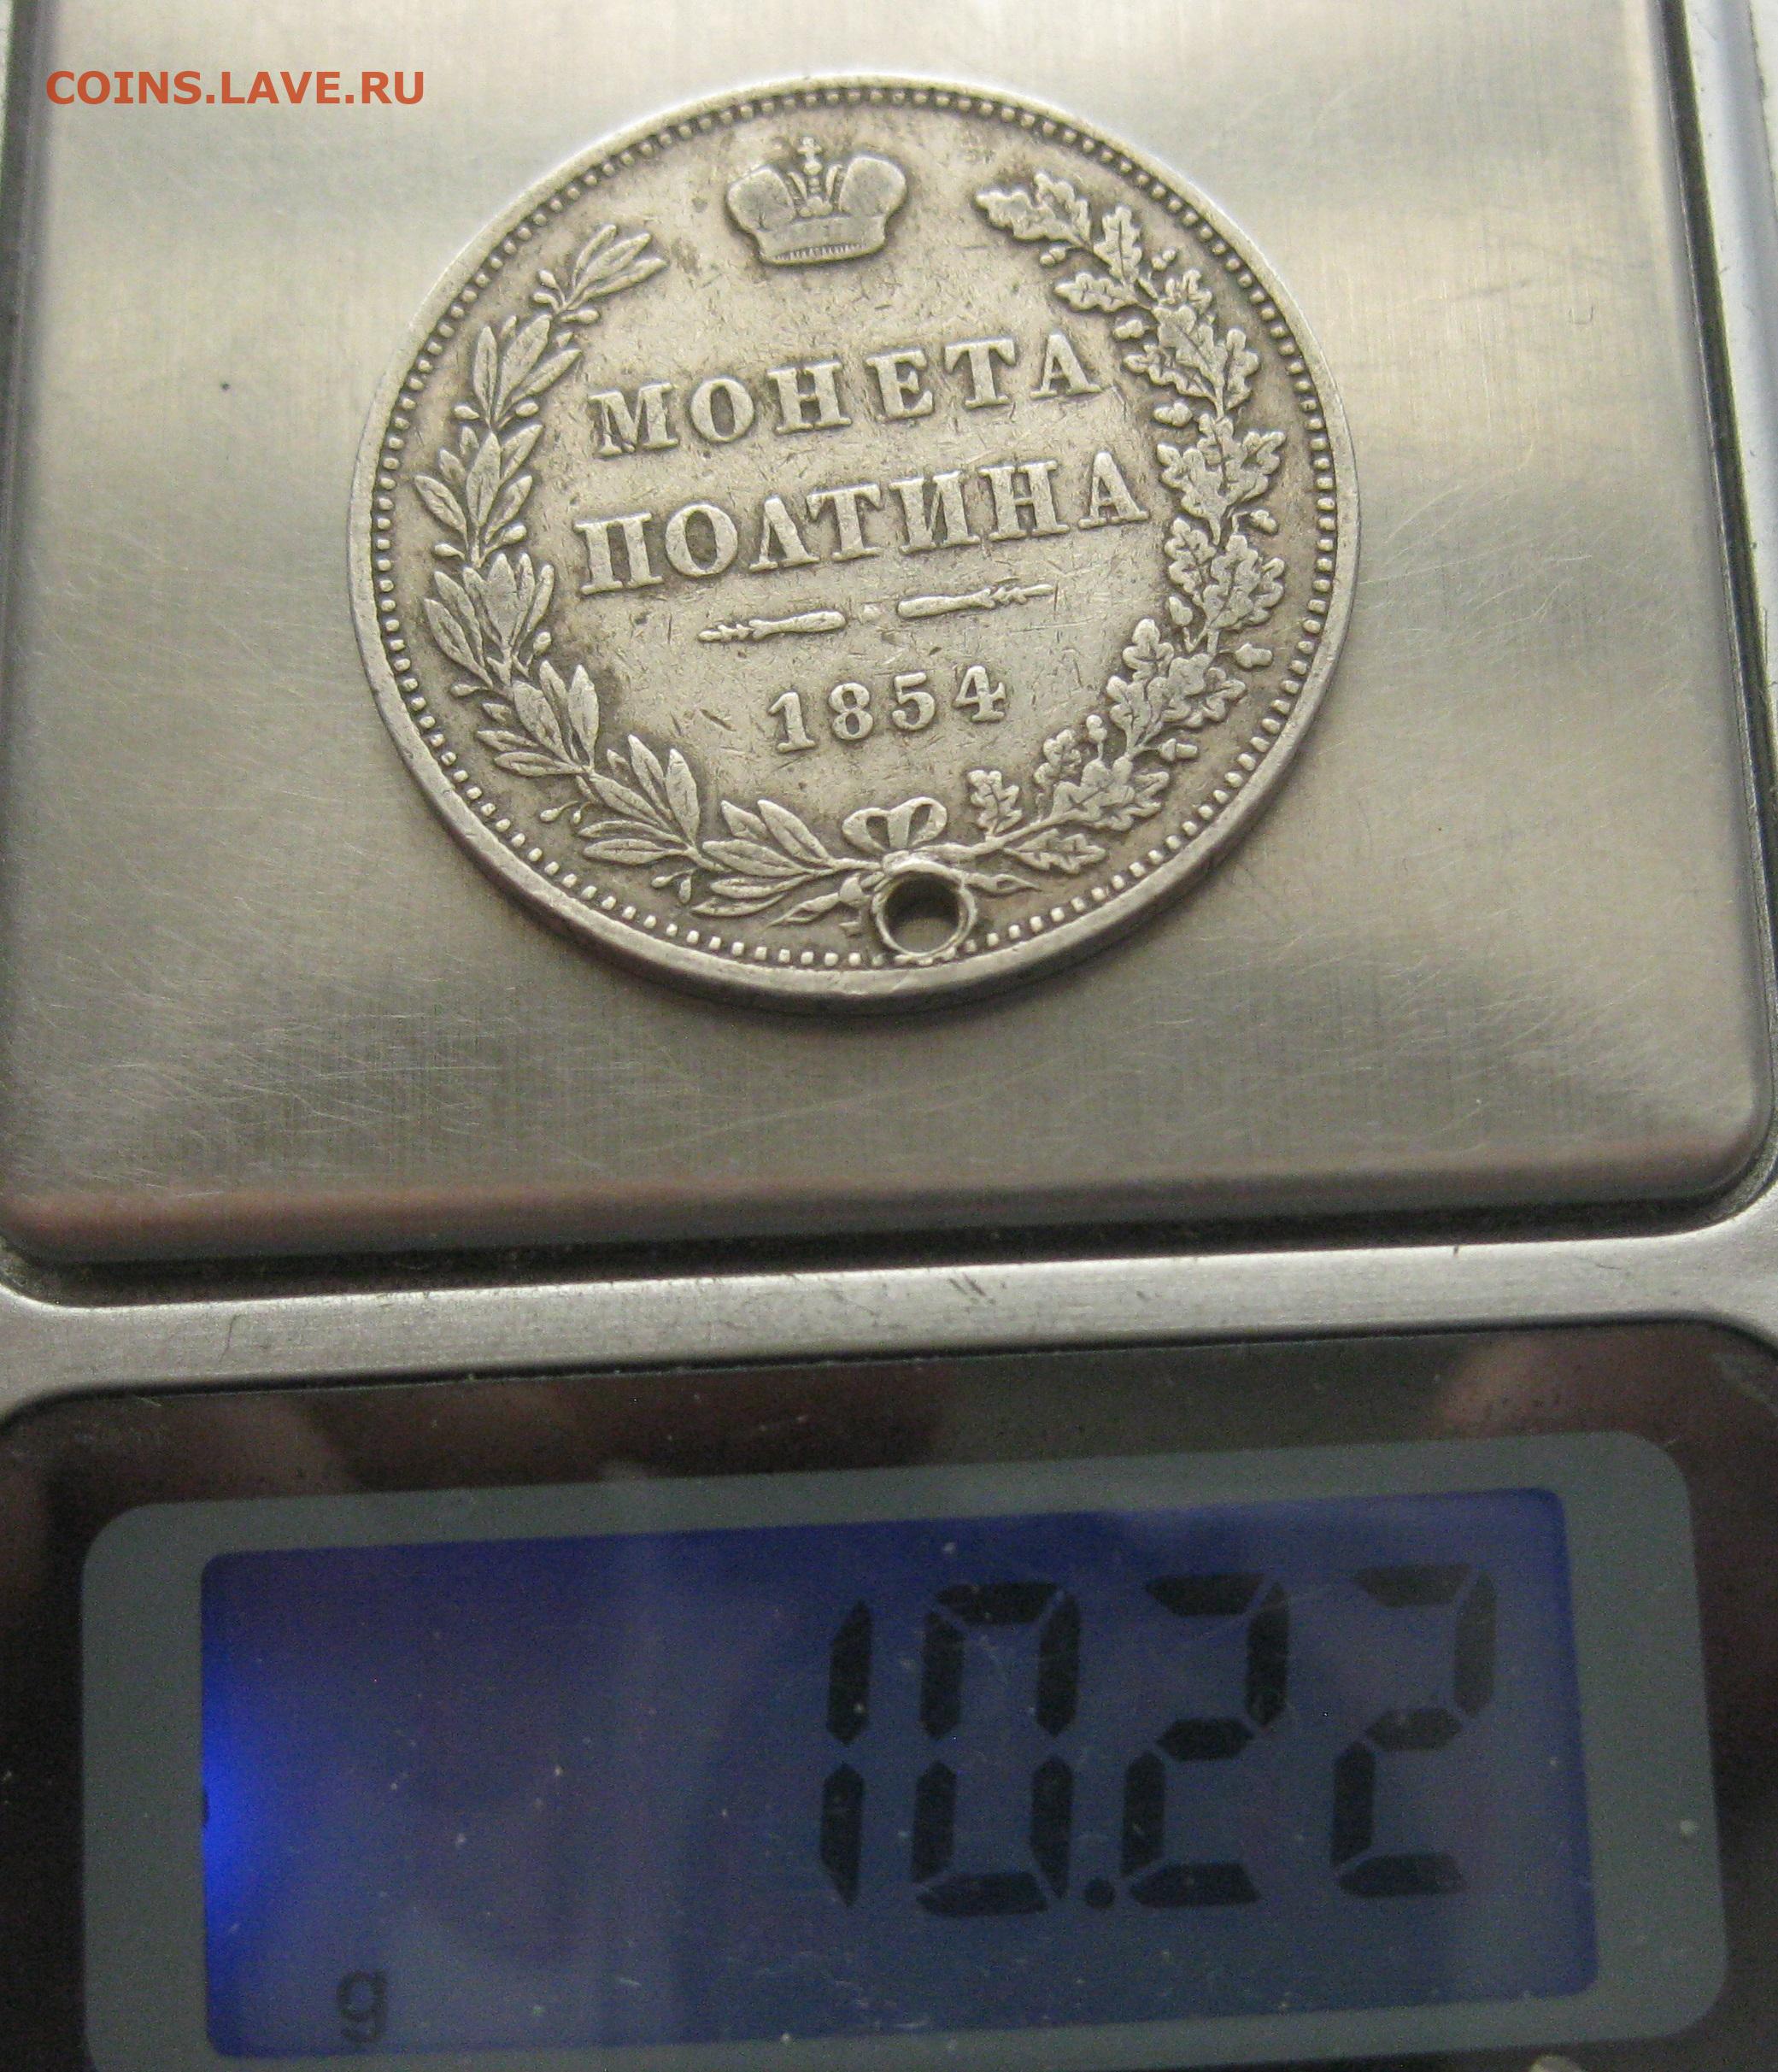 COINS.LAVE.RU
МОНЕТА
ПОЛТИНА
1854
10.22
g